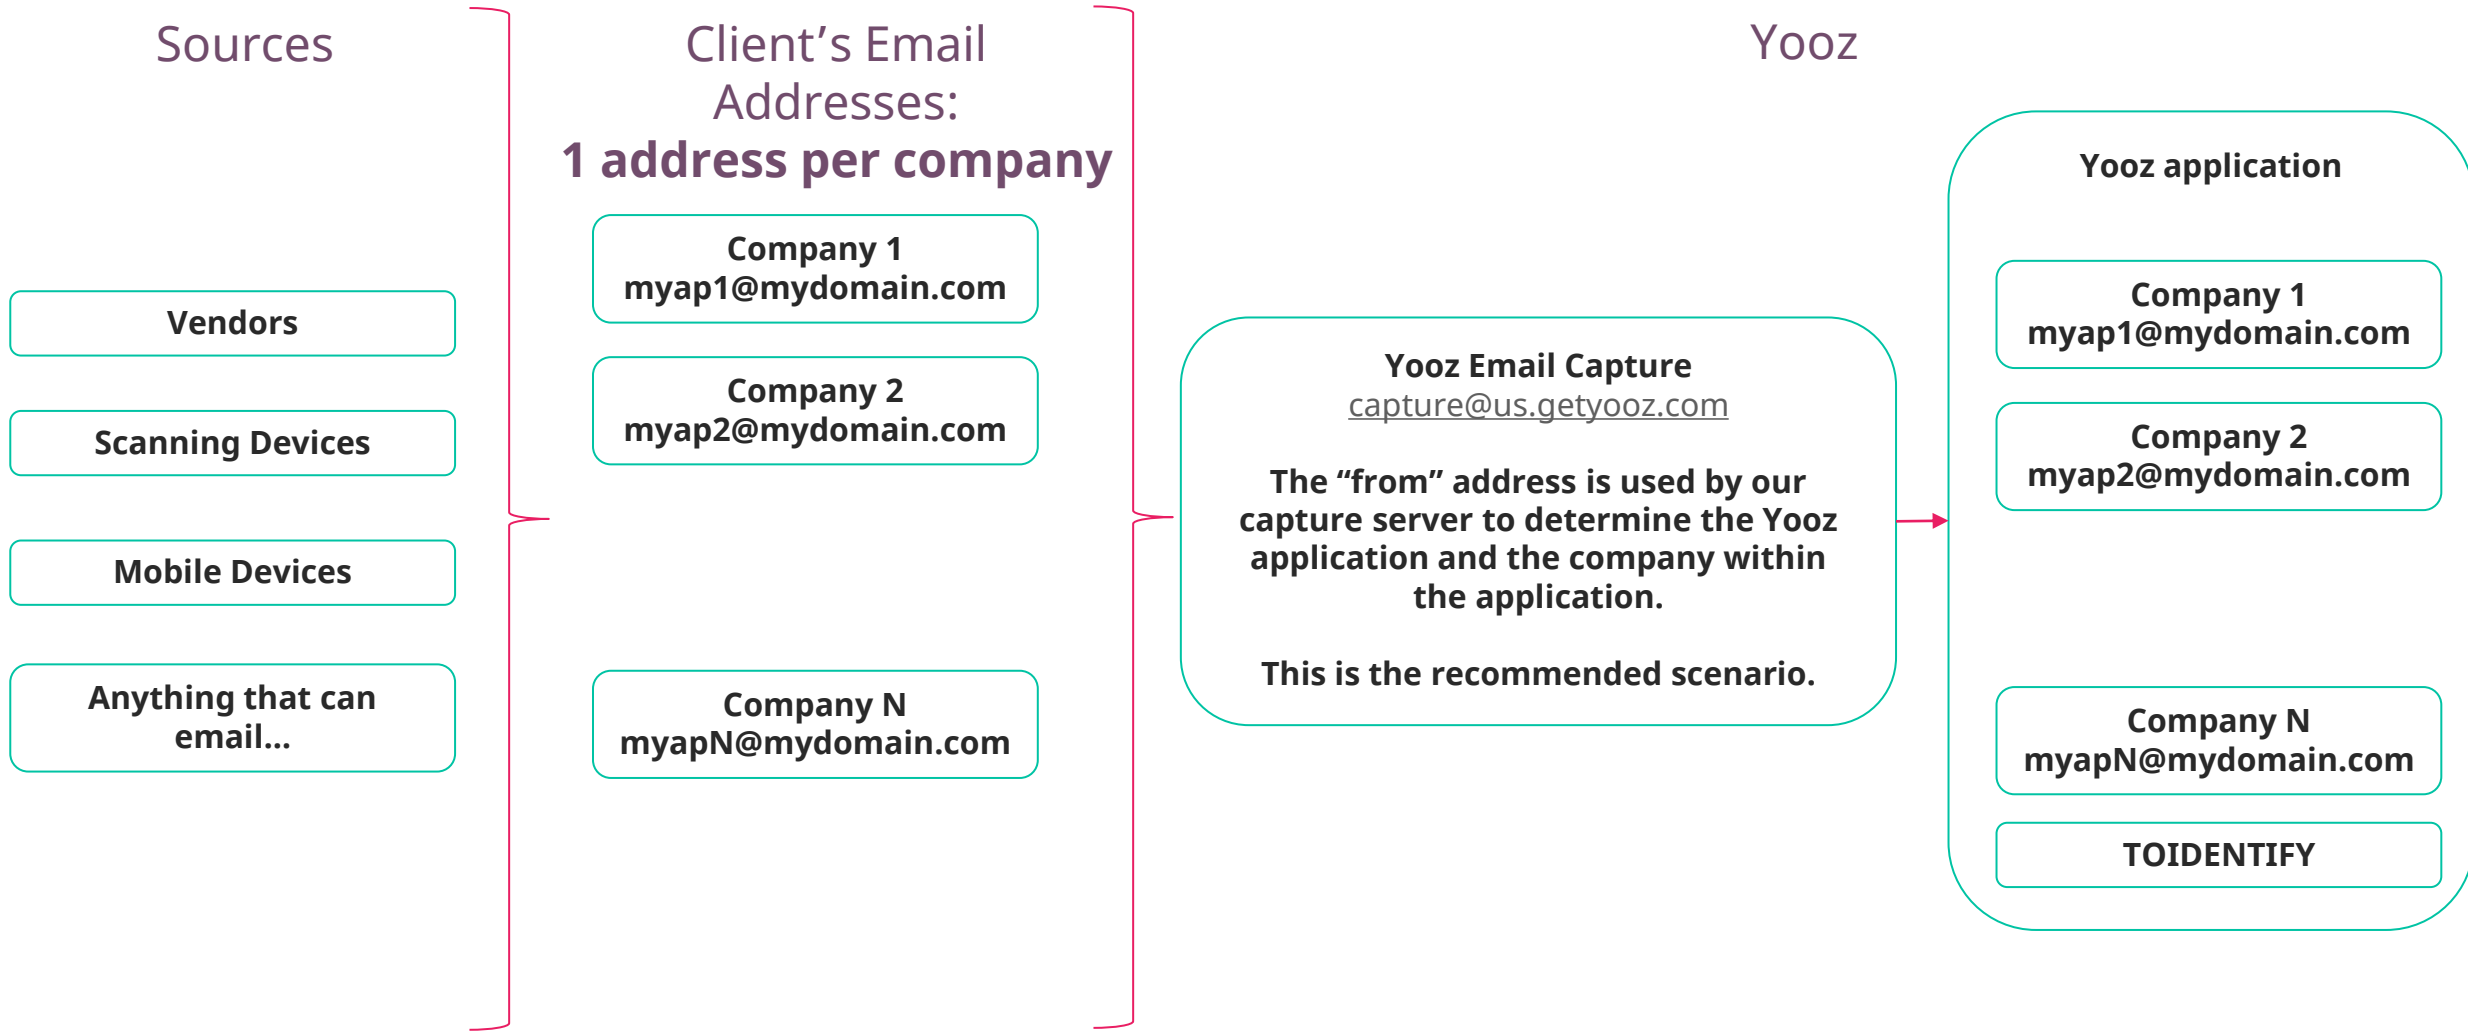 Sources
Client’s Email
Addresses:
1 address per company
Yooz
Vendors
Scanning Devices
Mobile Devices
Anything that can
email...
Company 1
myap1@mydomain.com
Company 2
myap2@mydomain.com
Company N
myapN@mydomain.com
Yooz Email Capture
capture@us.getyooz.com
The “from” address is used by our
capture server to determine the Yooz
application and the company within
the application.
This is the recommended scenario.
Yooz application
Company 1
myap1@mydomain.com
Company 2
myap2@mydomain.com
Company N
myapN@mydomain.com
TOIDENTIFY